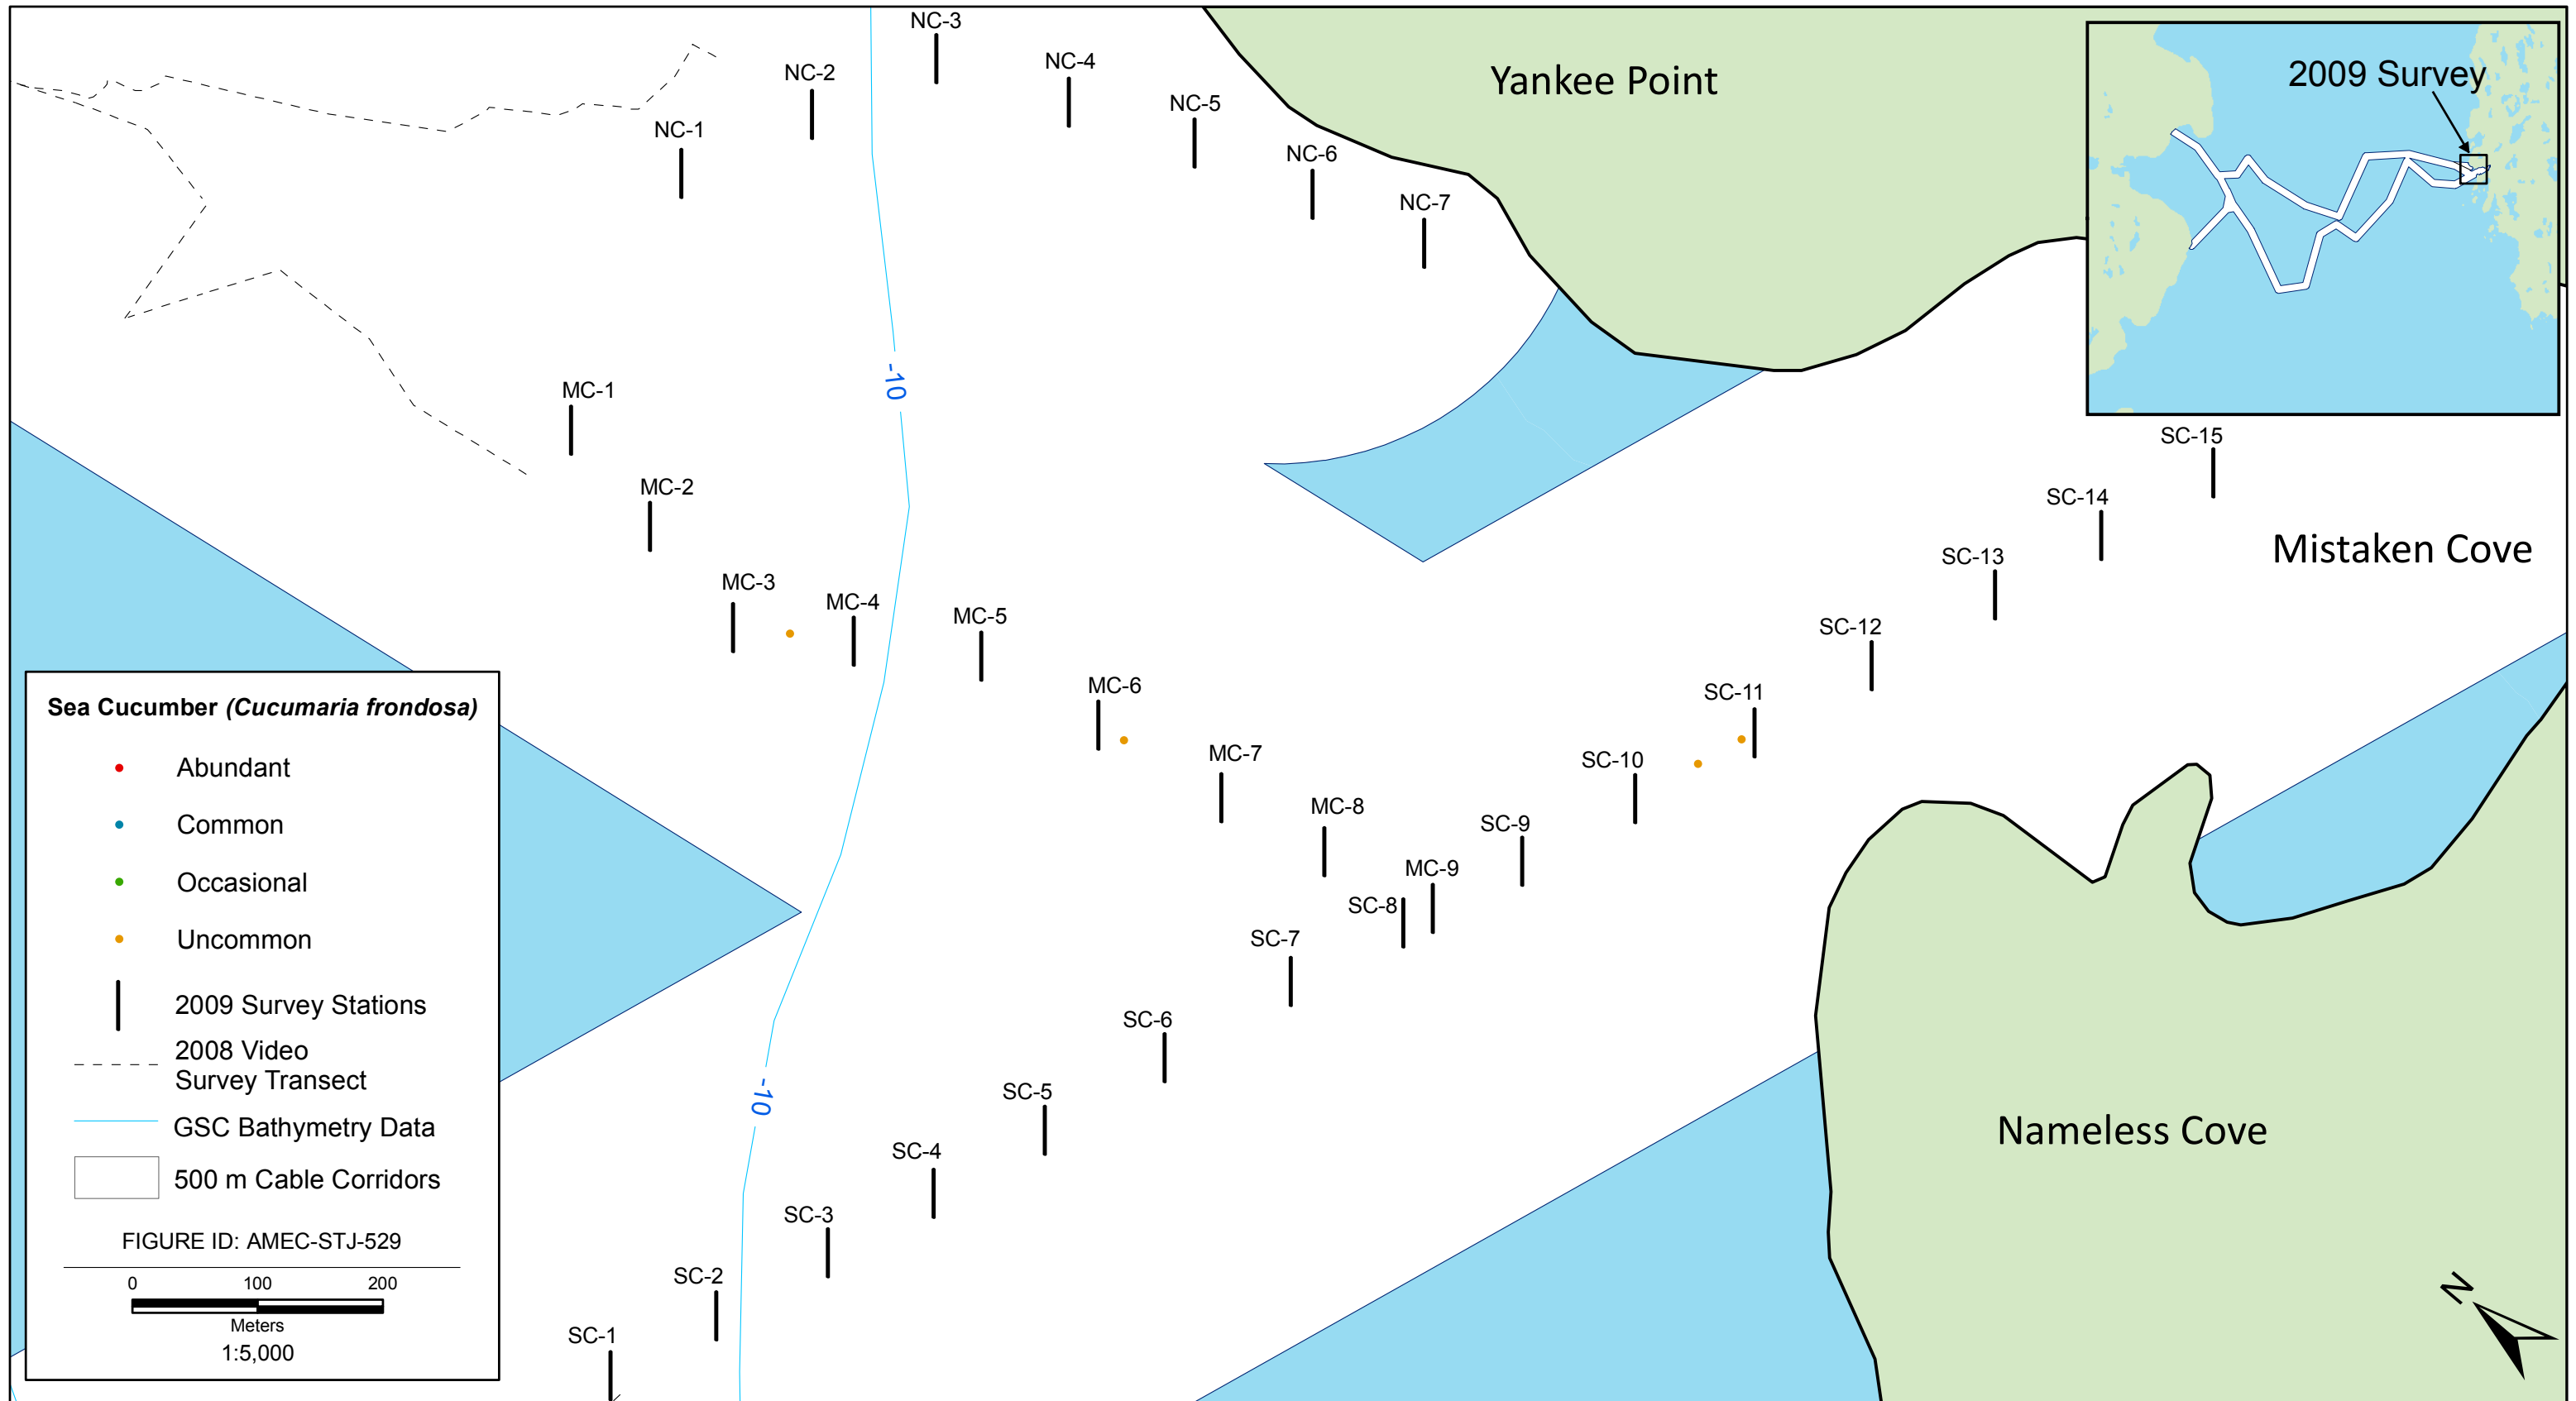 NC-3
NC-4
NC-2
NC-5
NC-1
NC-6
NC-7
Yankee Point
2009 Survey
-10
MC-1
MC-2
MC-3
MC-4
MC-5
MC-6
MC-7
MC-8
MC-9
SC-15
SC-14
SC-13
SC-12
SC-11
SC-10
SC-9
SC-8
SC-7
SC-6
SC-5
SC-4
SC-3
SC-2
SC-1
Mistaken Cove
Nameless Cove
-10
N
Sea Cucumber (Cucumaria frondosa)
Abundant
Common
Occasional
Uncommon
2009 Survey Stations
2008 Video
Survey Transect
GSC Bathymetry Data
500 m Cable Corridors
FIGURE ID: AMEC-STJ-529
0 100 200
Meters
1:5,000